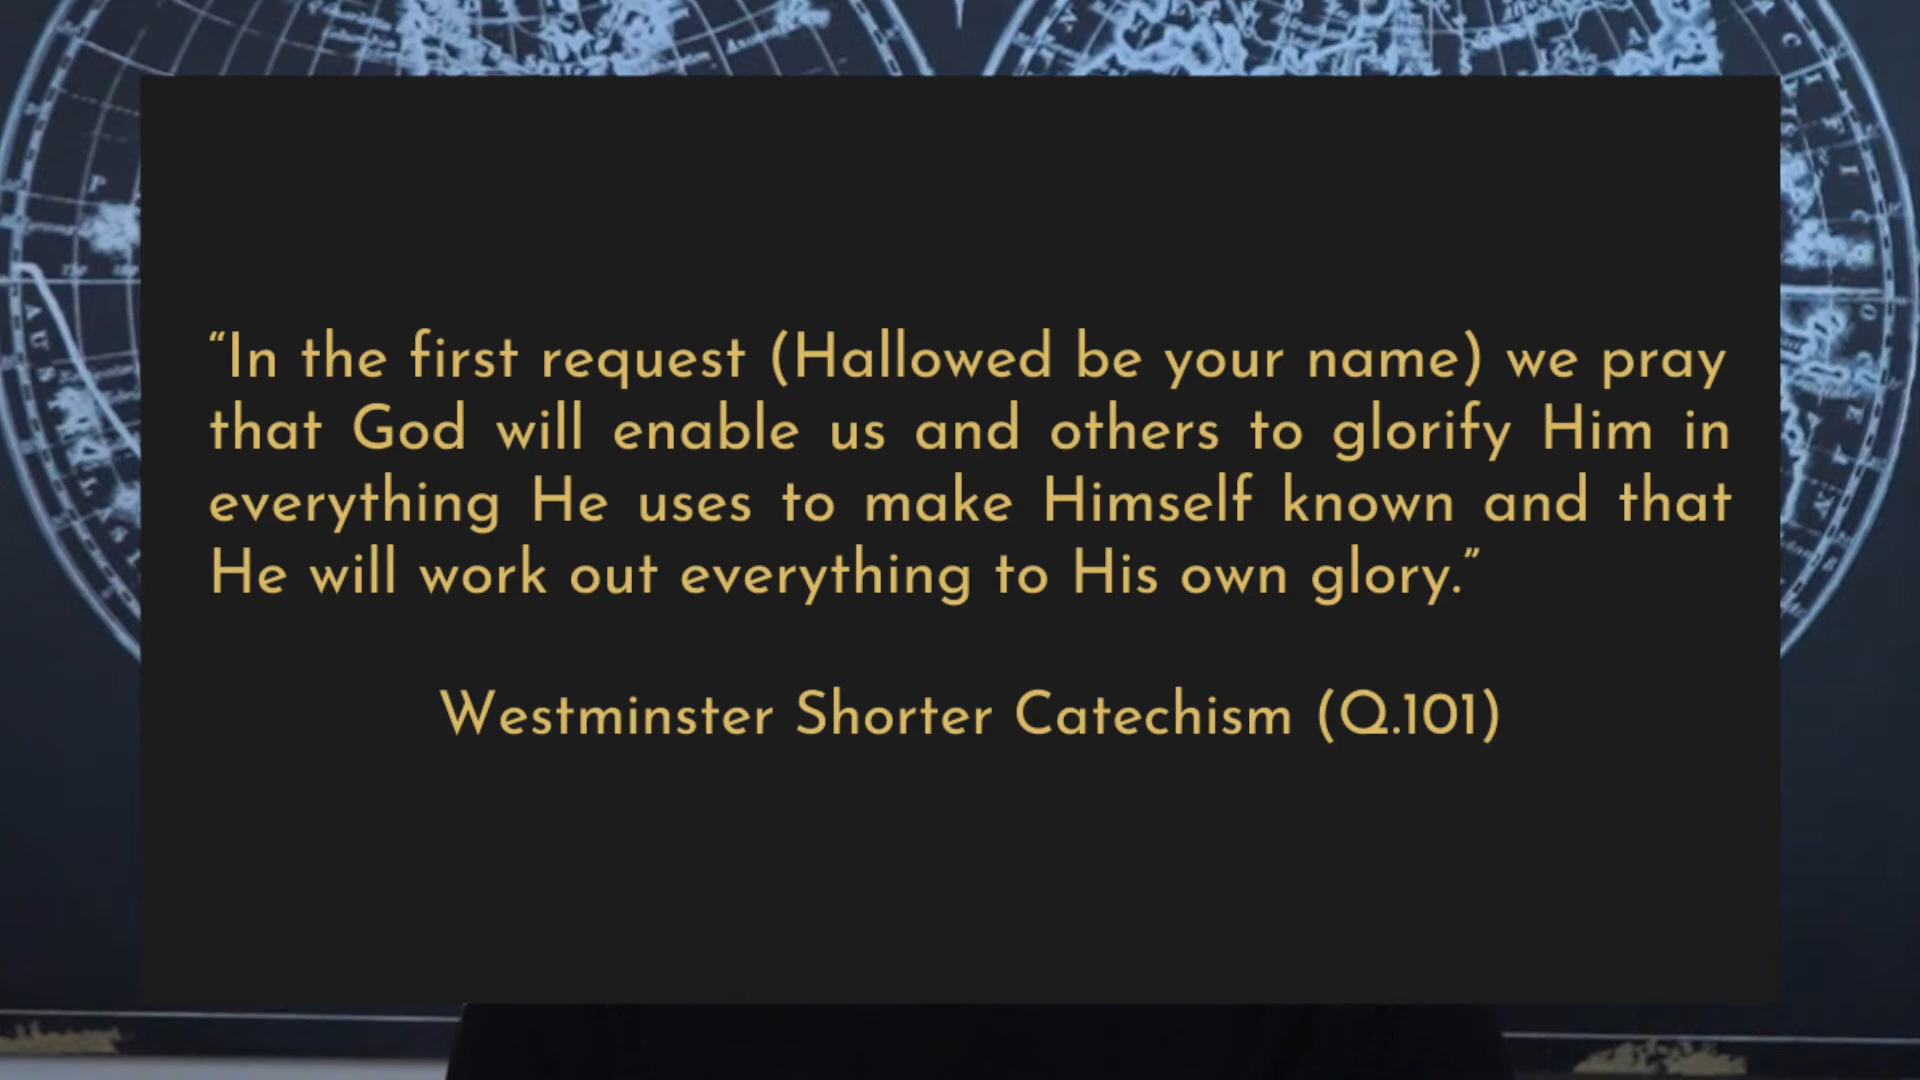 “In the first request (Hallowed be your name) we pray
that God will enable us and others to glorify Him in
everything He uses to make Himself known and that
He will work out everything to His own glory.”
Westminster Shorter Catechism (Q.101)